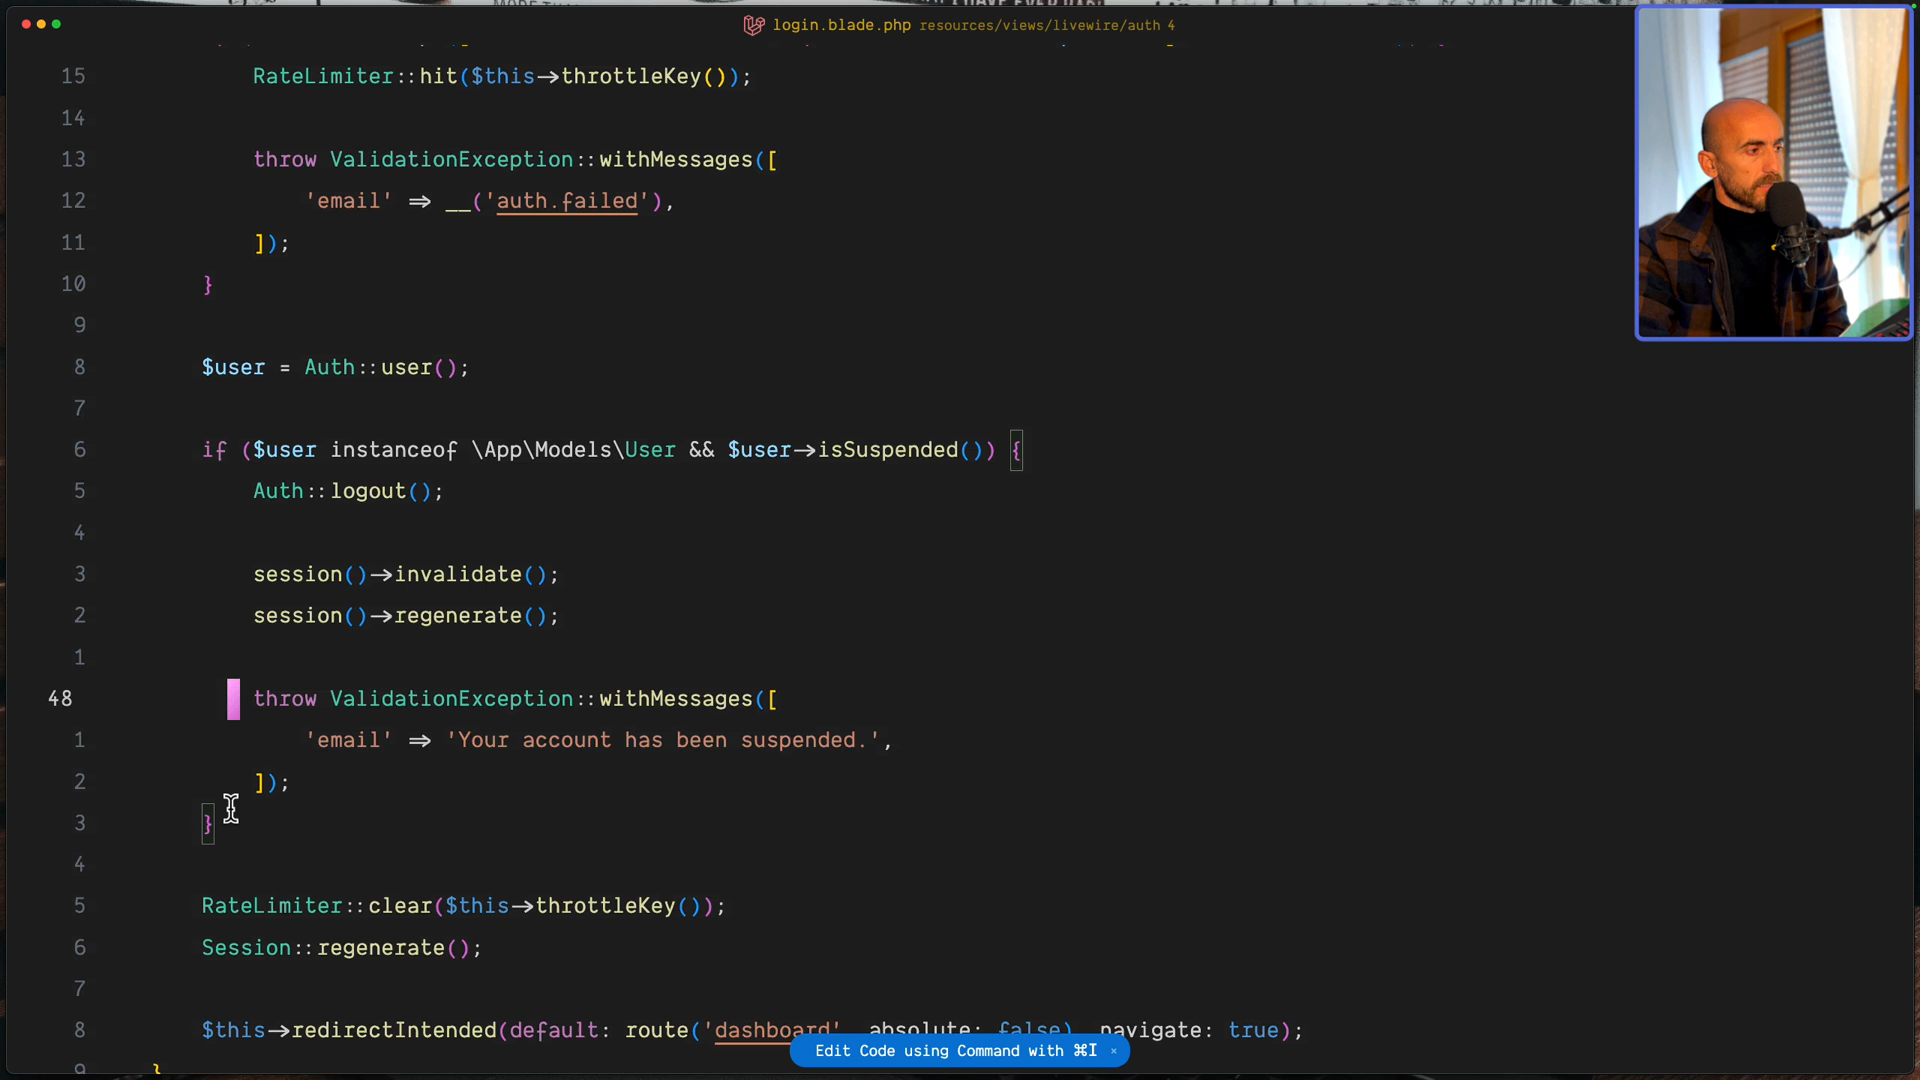 login.blade.php resources/views/livewire/auth 4
15 RateLimiter::hit($this->throttleKey());
14
13 throw ValidationException::withMessages([
12 'email' => __('auth.failed'),
11 ]);
10 }
9
8 $user = Auth::user();
7
6 if ($user instanceof \App\Models\User && $user->isSuspended()) {
5 Auth::logout();
4
3 session()->invalidate();
2 session()->regenerate();
1
48 throw ValidationException::withMessages([
1 'email' => 'Your account has been suspended.',
2 ]);
3 }
4
5 RateLimiter::clear($this->throttleKey());
6 Session::regenerate();
7
8 $this->redirectIntended(default: route('dashboard', absolute: false), navigate: true);
9 }
Edit Code using Command with ⌘I ×